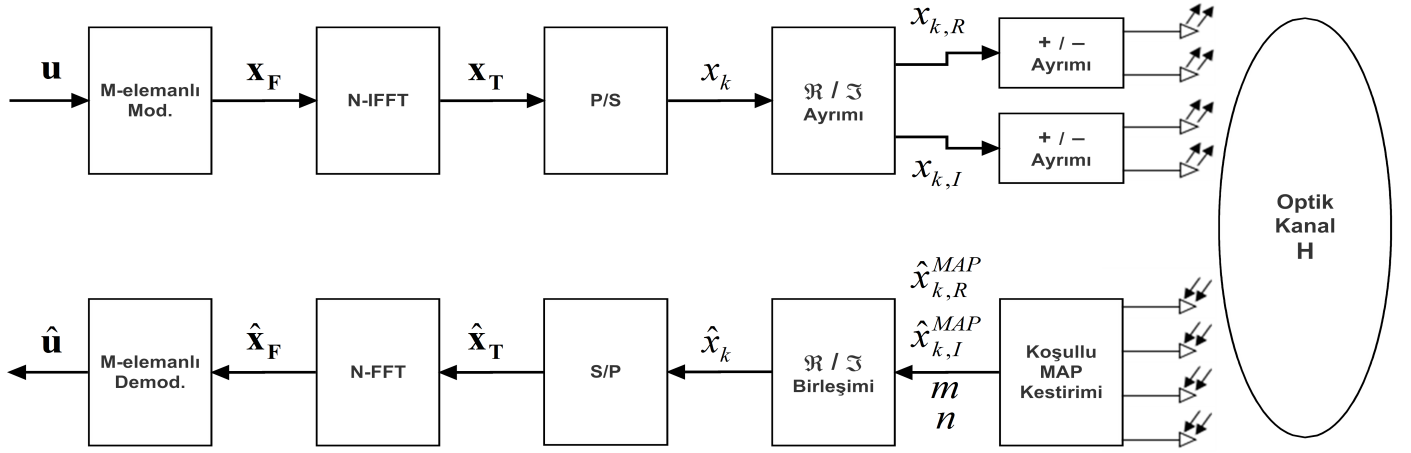 u
M-elemanlı
Mod.
x_F
N-IFFT
x_T
P/S
x_k
ℜ / ℑ
Ayrımı
x_{k,R}
x_{k,I}
+ / –
Ayrımı
+ / –
Ayrımı
Optik
Kanal
H
û
M-elemanlı
Demod.
x̂_F
N-FFT
x̂_T
S/P
x̂_k
ℜ / ℑ
Birleşimi
x̂_{k,R}^{MAP}
x̂_{k,I}^{MAP}
m
n
Koşullu
MAP
Kestirimi